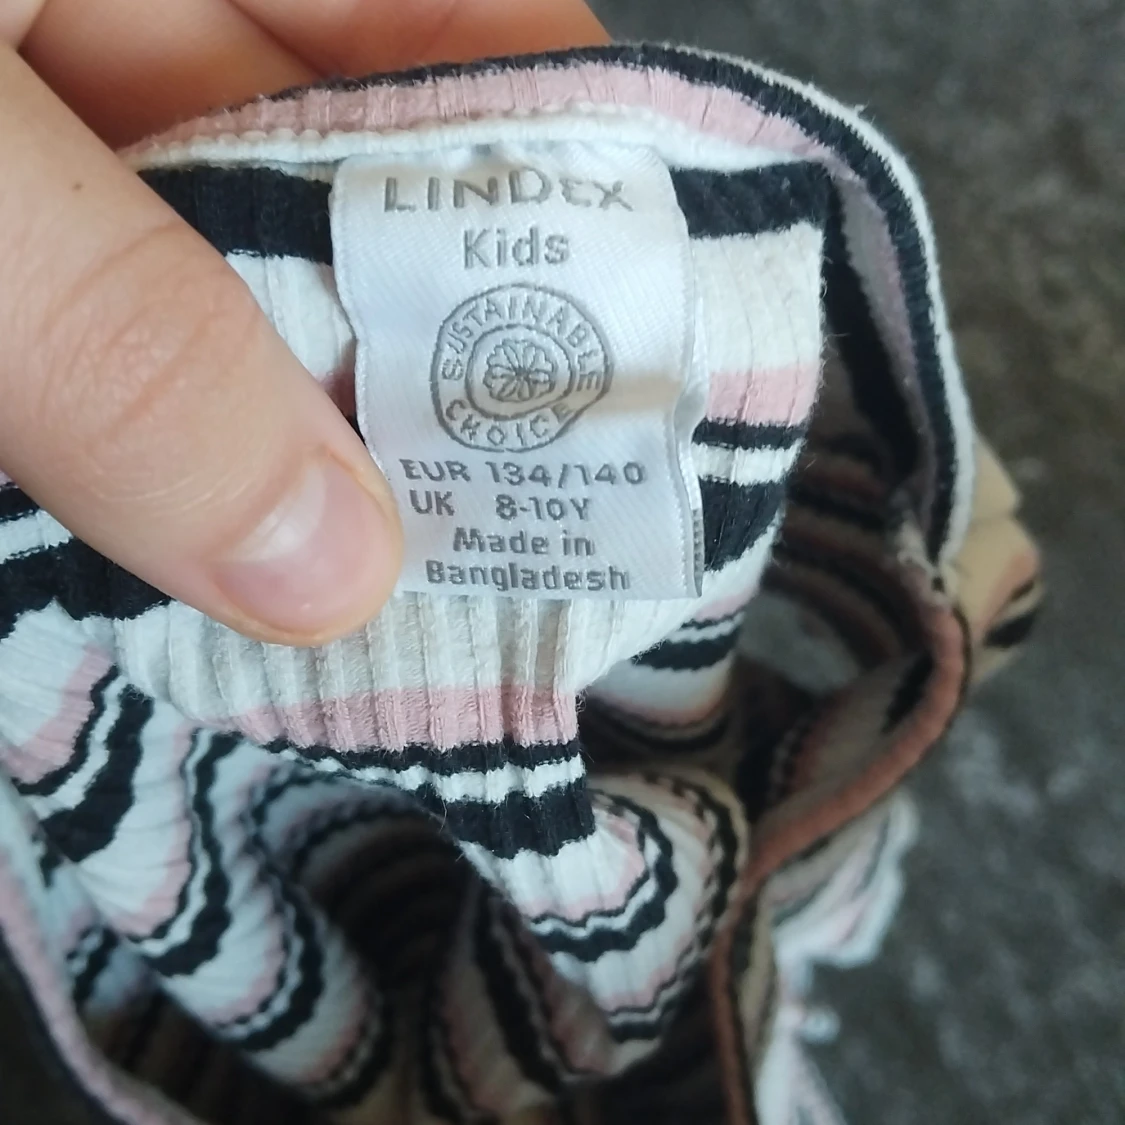 LINDEX
Kids
SUSTAINABLE
CHOICE
EUR 134/140
UK 8-10Y
Made in
Bangladesh